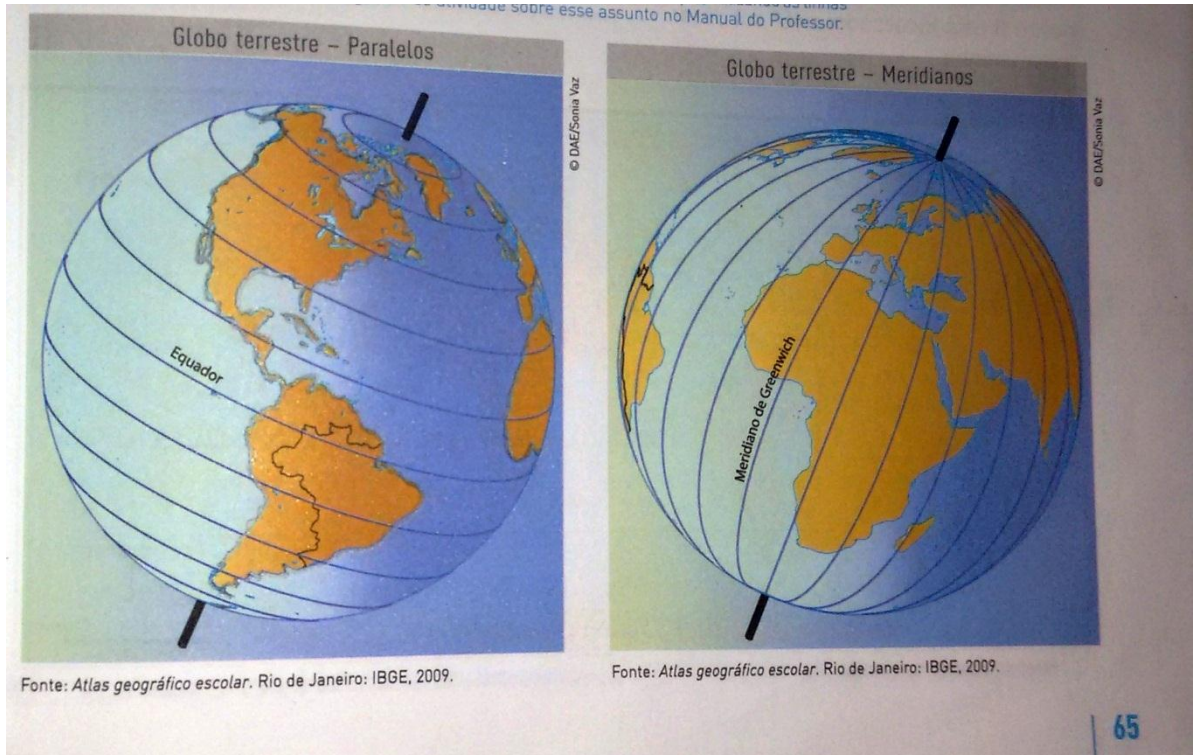 sobre esse assunto no Manual do Professor.
Globo terrestre – Paralelos
© DAE/Sonia Vaz
Equador
Fonte: Atlas geográfico escolar. Rio de Janeiro: IBGE, 2009.
Globo terrestre – Meridianos
© DAE/Sonia Vaz
Meridiano de Greenwich
Fonte: Atlas geográfico escolar. Rio de Janeiro: IBGE, 2009.
65